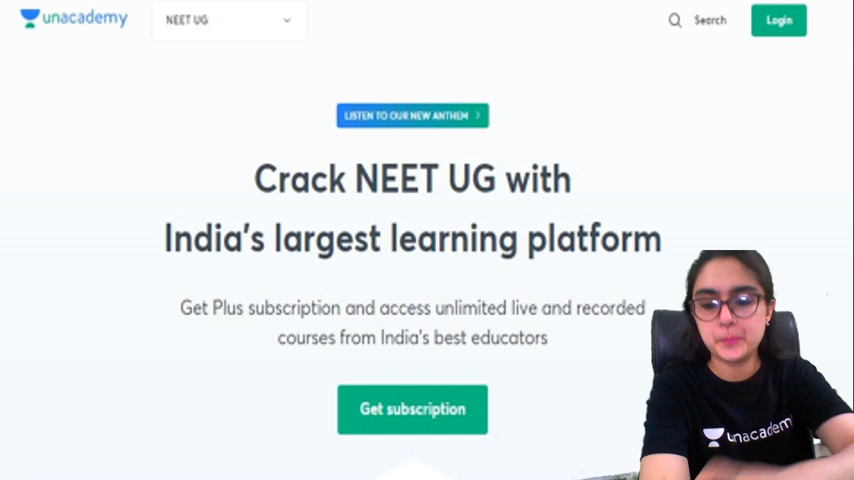 unacademy
NEET UG
Search
Login
LISTEN TO OUR NEW ANTHEM
Crack NEET UG with
India's largest learning platform
Get Plus subscription and access unlimited live and recorded
courses from India's best educators
Get subscription
unacademy